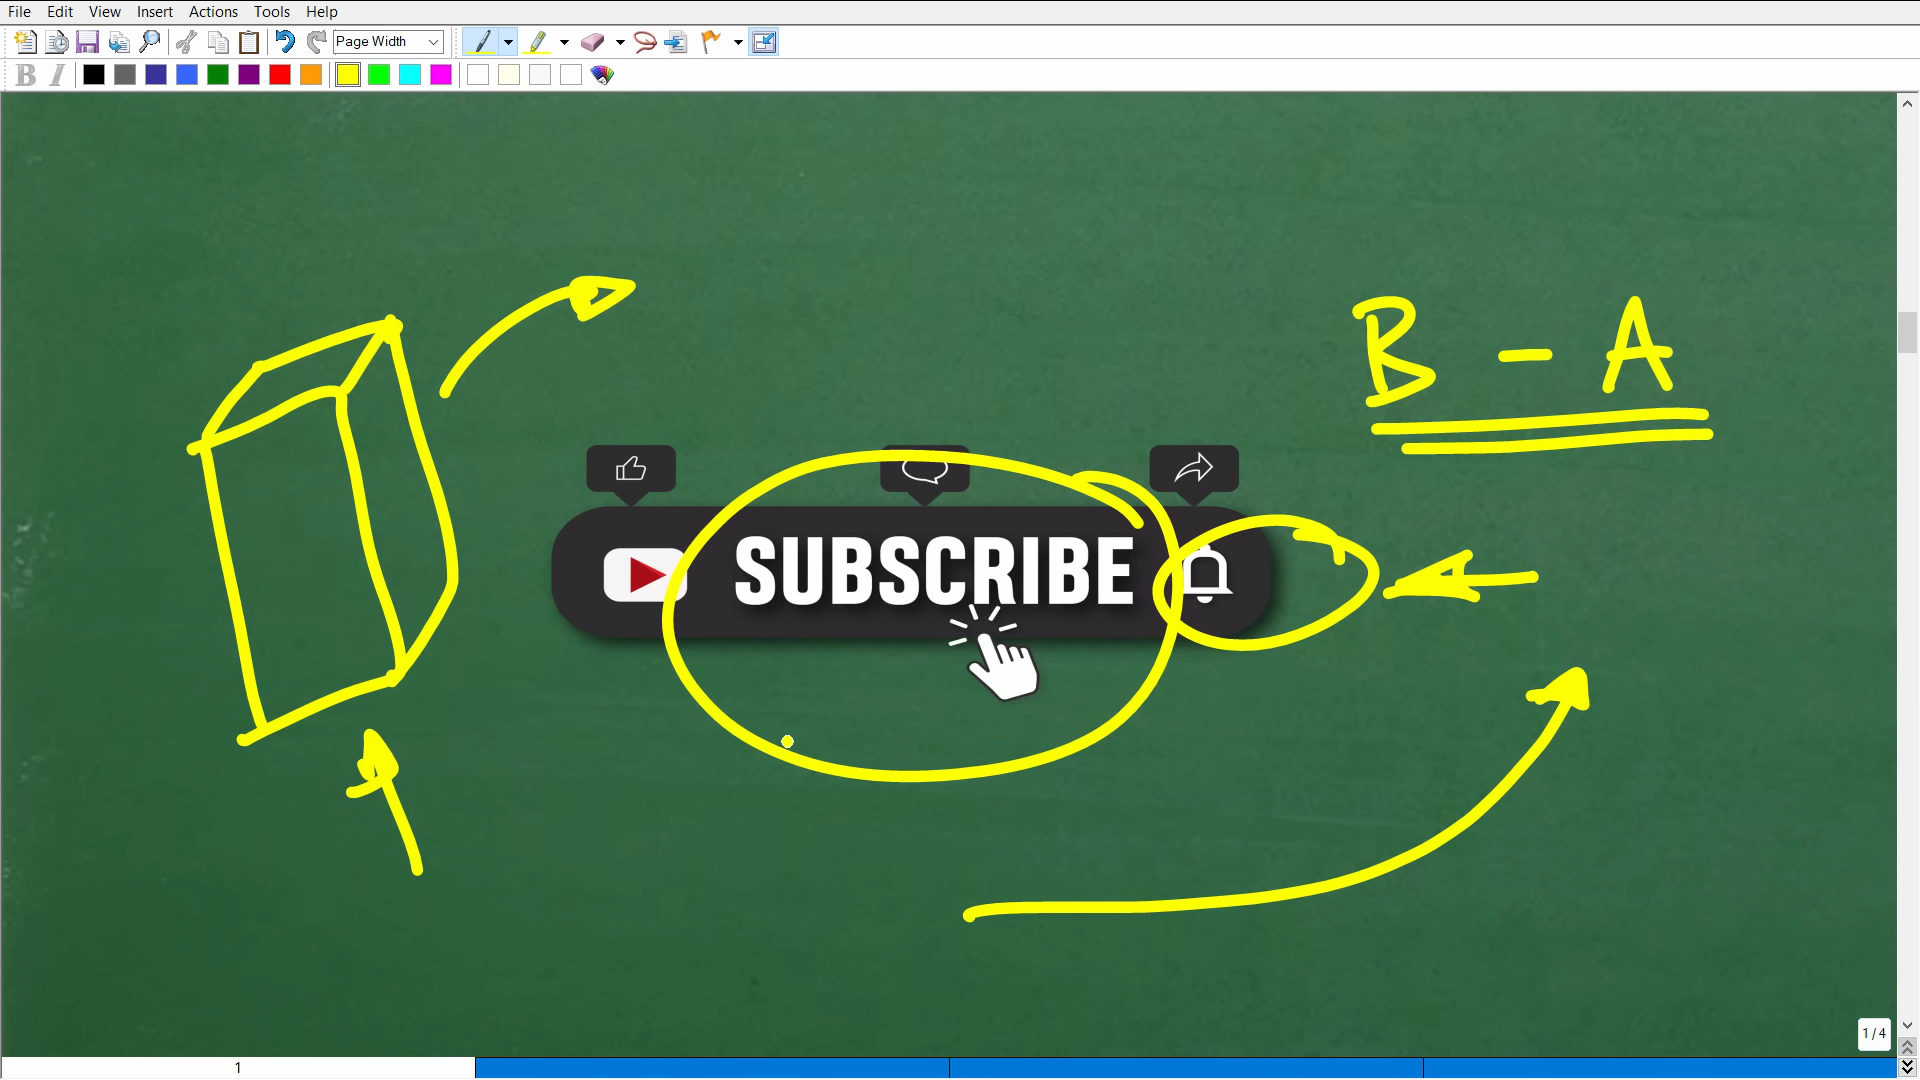 File Edit View Insert Actions Tools Help
Page Width
B I
B - A
SUBSCRIBE
1 / 4
1